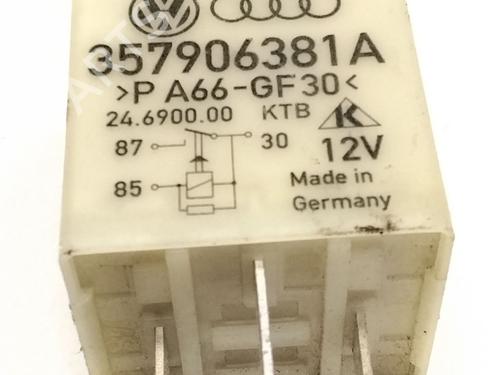 357906381A
>P A66-GF30<
24.6900.00 KTB K
87 30 12V
85 Made in
Germany